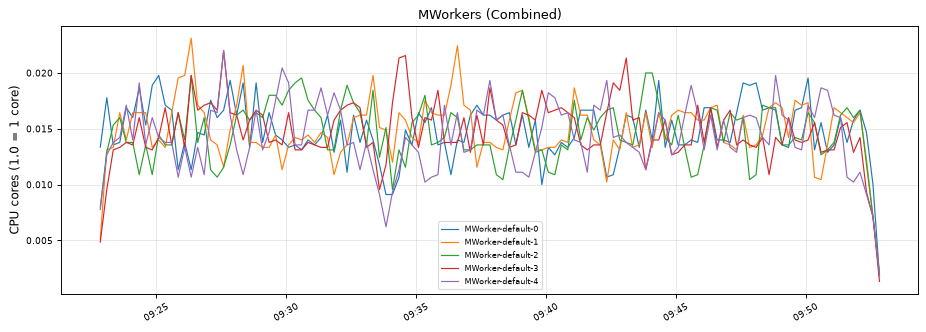 MWorkers (Combined)
CPU cores (1.0 = 1 core)
0.020
0.015
0.010
0.005
MWorker-default-0
MWorker-default-1
MWorker-default-2
MWorker-default-3
MWorker-default-4
09:25
09:30
09:35
09:40
09:45
09:50